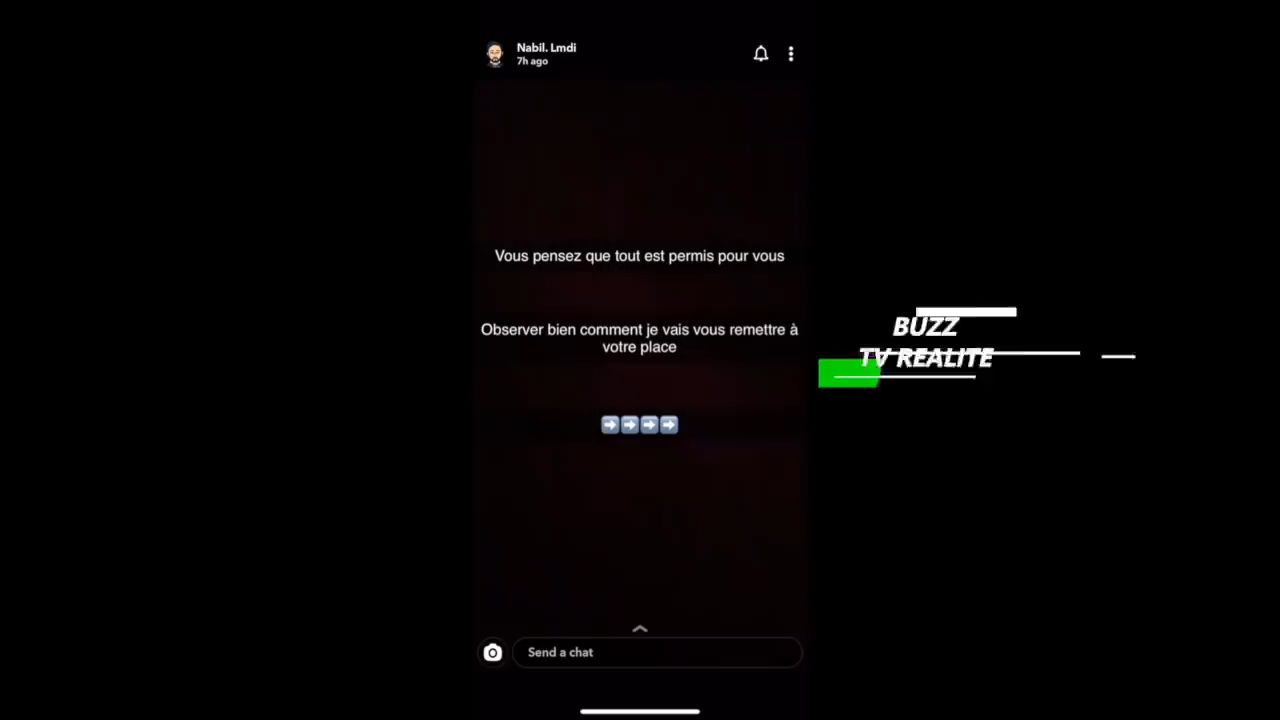 Nabil. Lmdi
7h ago
Vous pensez que tout est permis pour vous
Observer bien comment je vais vous remettre à
votre place
➡️➡️➡️➡️
BUZZ
TV REALITE
Send a chat